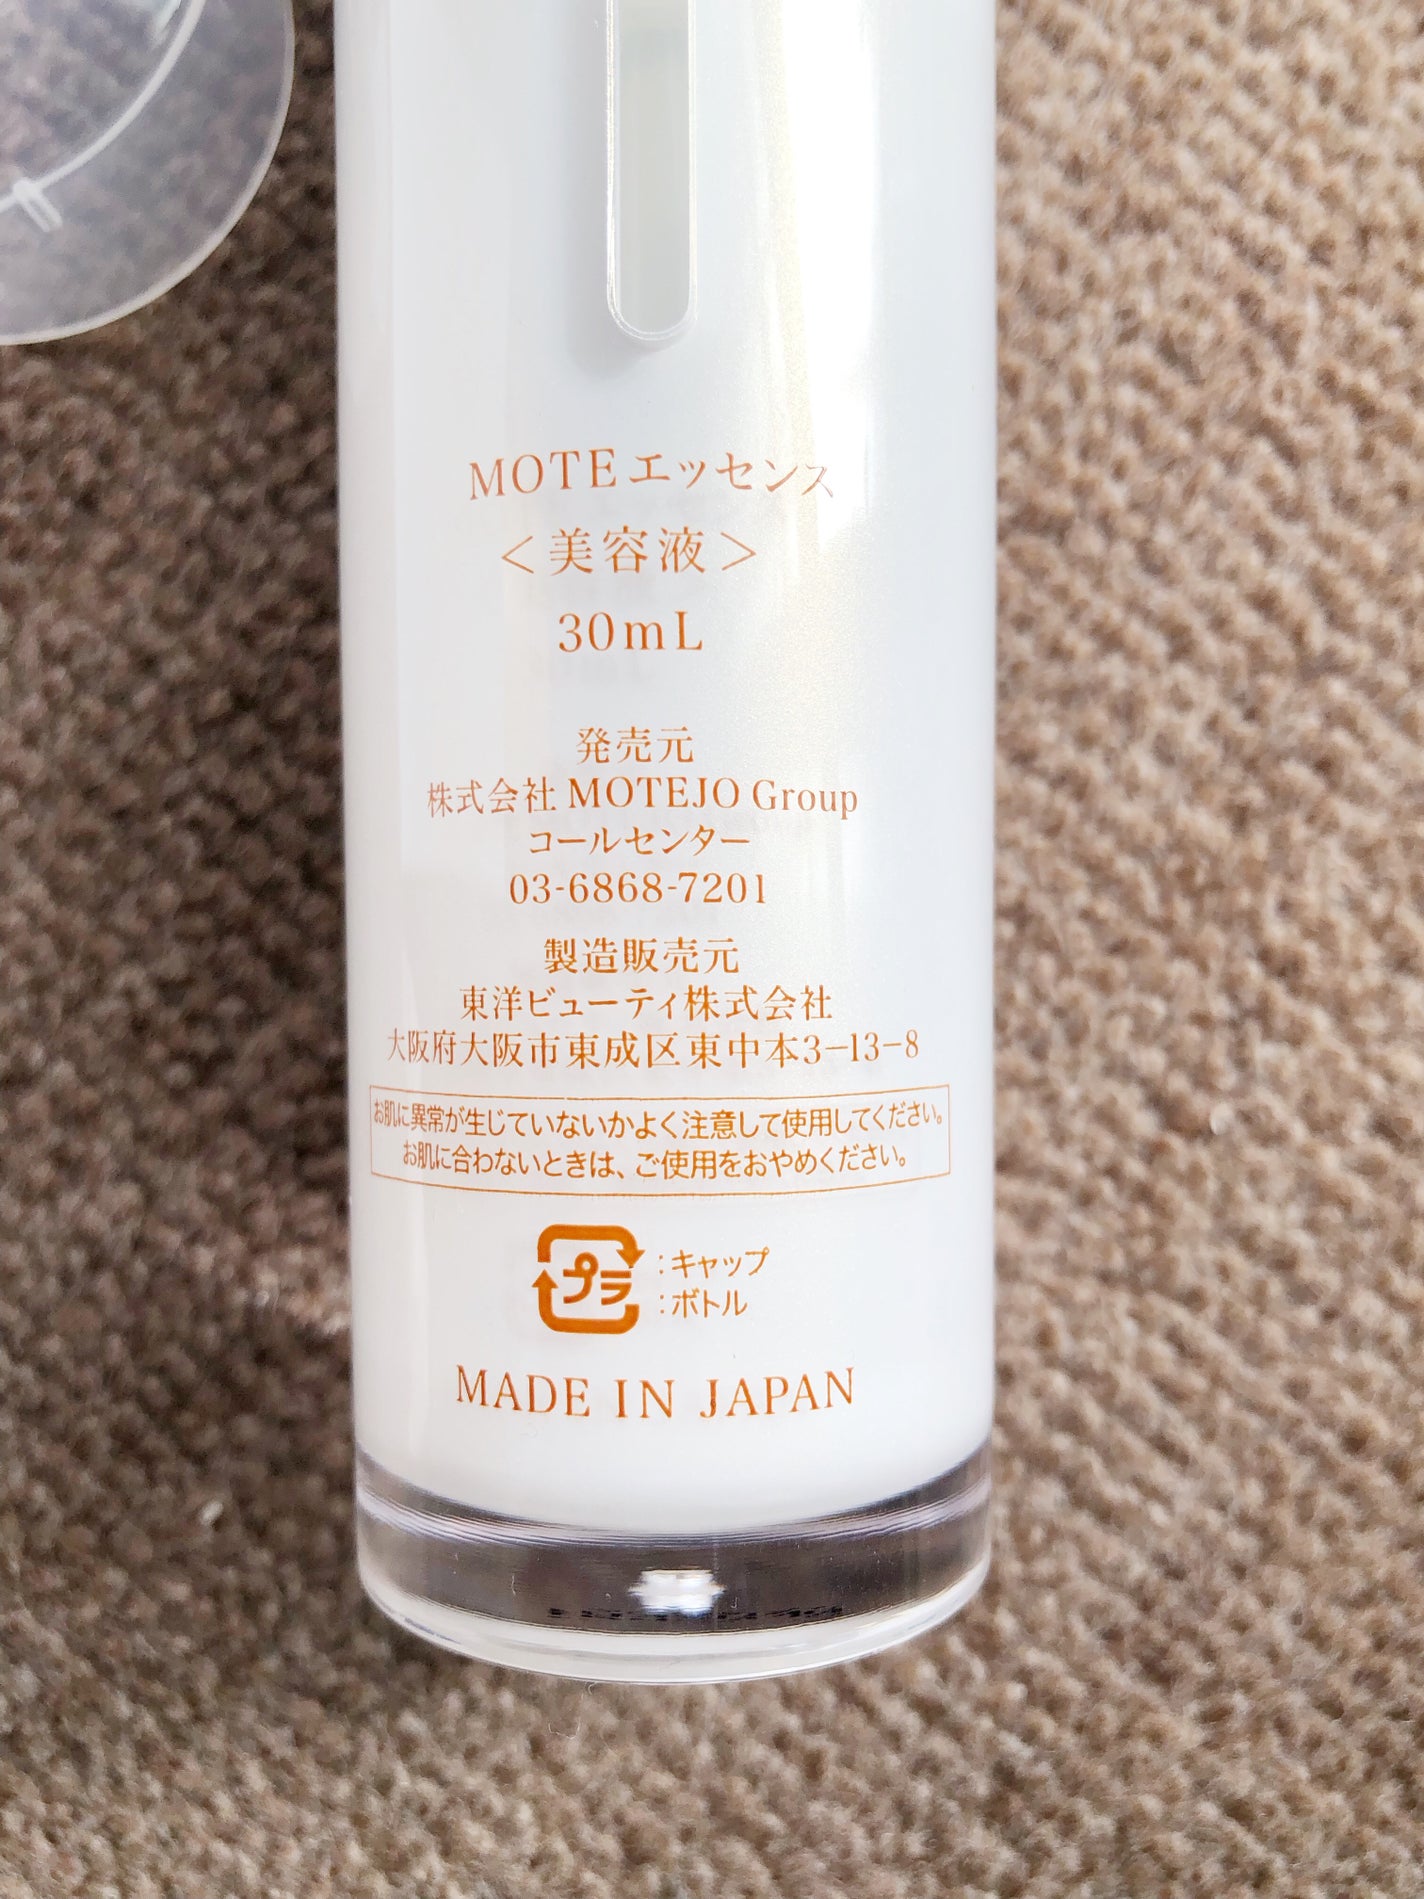 MOTEエッセンス
＜美容液＞
30mL
発売元
株式会社 MOTEJO Group
コールセンター
03-6868-7201
製造販売元
東洋ビューティ株式会社
大阪府大阪市東成区東中本3-13-8
お肌に異常が生じていないかよく注意して使用してください。
お肌に合わないときは、ご使用をおやめください。
プラ
:キャップ
:ボトル
MADE IN JAPAN